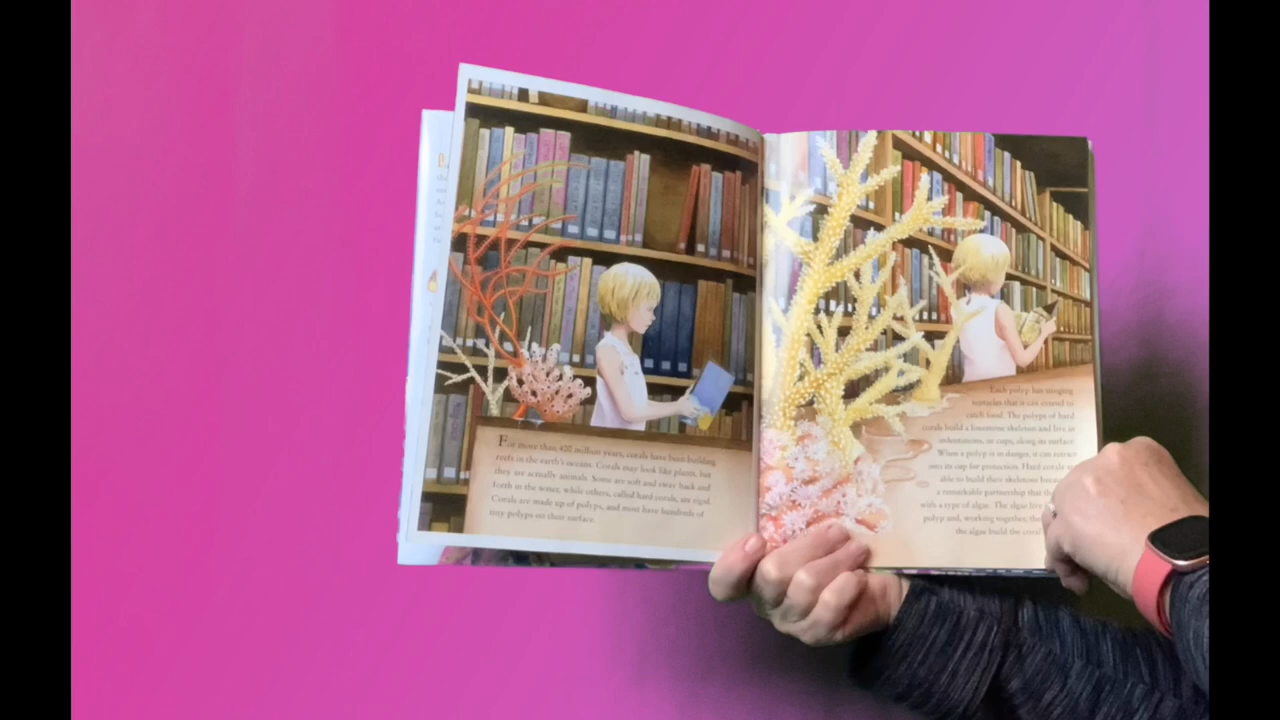 For more than 400 million years, corals have been building
reefs in the earth's oceans. Corals may look like plants, but
they are actually animals. Some are soft and sway back and
forth in the water, while others, called hard corals, are rigid.
Corals are made up of polyps, and most have hundreds of
tiny polyps on their surface.
Each polyp has stinging
tentacles that it can extend to
catch food. The polyps of hard
corals build a limestone skeleton and live in
indentations, or cups, along its surface.
When a polyp is in danger, it can retract
into its cup for protection. Hard corals are
able to build their skeletons because
a remarkable partnership that
with a type of algae. The algae live
polyp and, working together, the
the algae build the coral